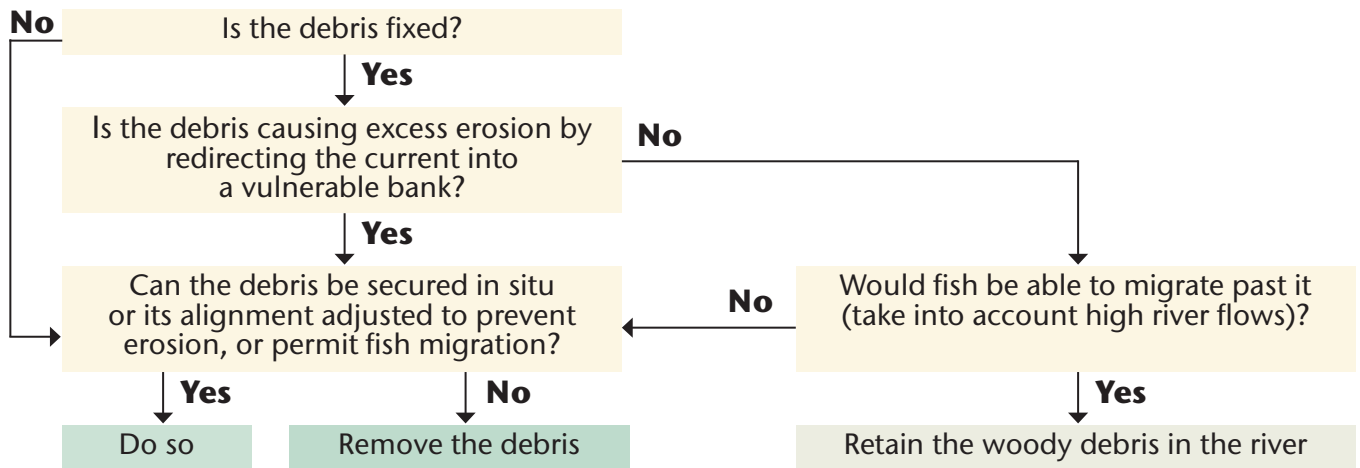 No
Is the debris fixed?
Yes
Is the debris causing excess erosion by
redirecting the current into
a vulnerable bank?
No
Yes
Can the debris be secured in situ
or its alignment adjusted to prevent
erosion, or permit fish migration?
No
Would fish be able to migrate past it
(take into account high river flows)?
Yes
No
Yes
Do so
Remove the debris
Retain the woody debris in the river